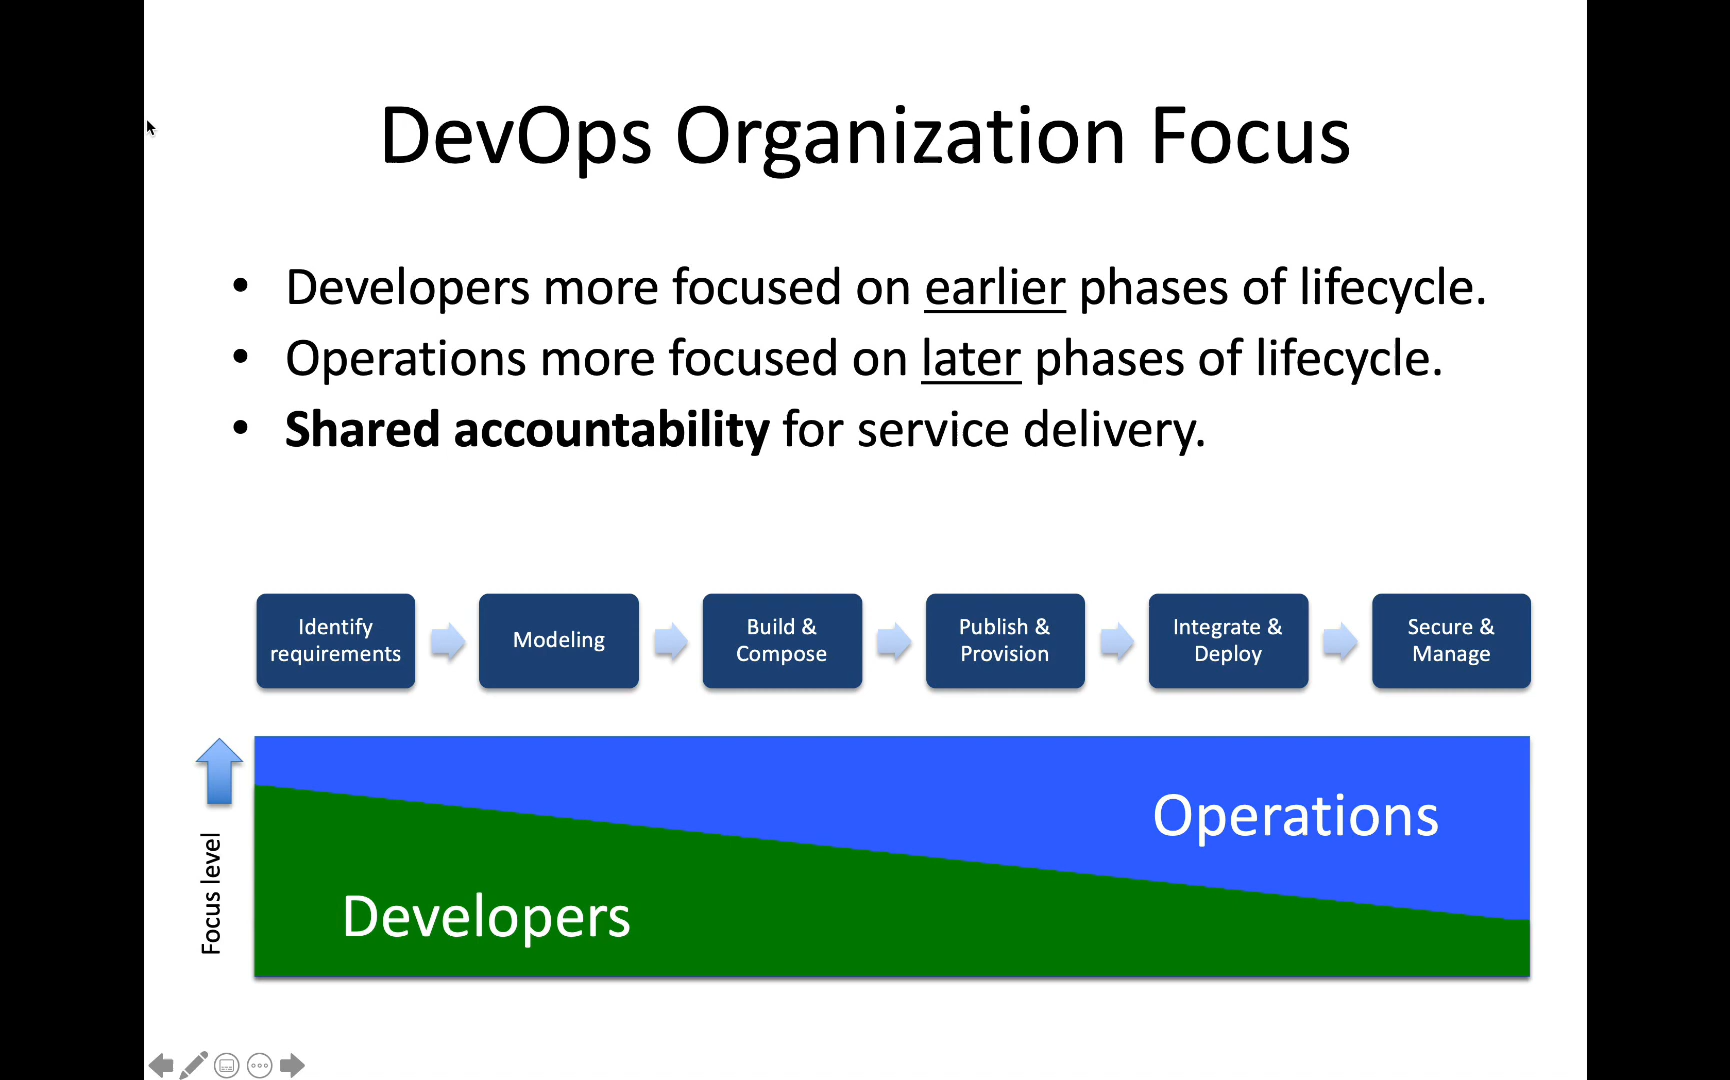 DevOps Organization Focus
• Developers more focused on earlier phases of lifecycle.
• Operations more focused on later phases of lifecycle.
• Shared accountability for service delivery.
Identify
requirements
Modeling
Build &
Compose
Publish &
Provision
Integrate &
Deploy
Secure &
Manage
Focus level
Operations
Developers